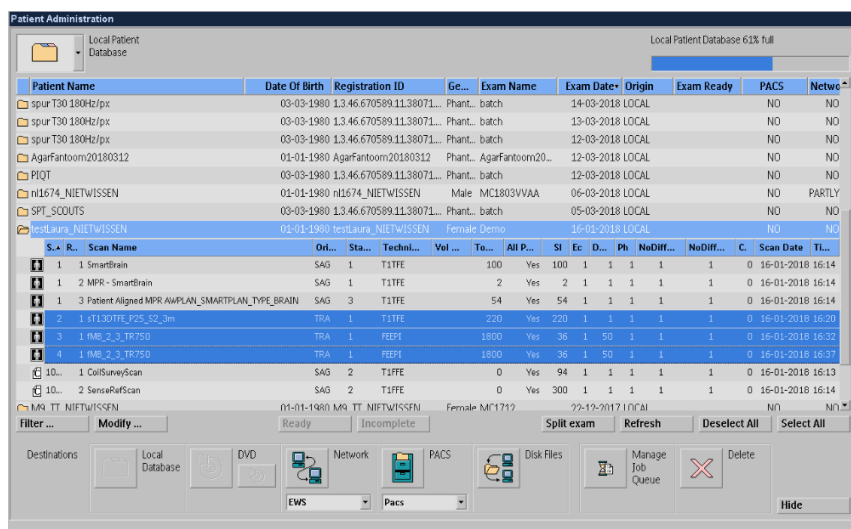 Patient Administration
Local Patient Database
Local Patient Database 61% full
Patient Name Date Of Birth Registration ID Ge... Exam Name Exam Date Origin Exam Ready PACS Netwo
spur T30 180Hz/px 03-03-1980 1.3.46.670589.11.38071... Phant... batch 14-03-2018 LOCAL NO NO
spur T30 180Hz/px 03-03-1980 1.3.46.670589.11.38071... Phant... batch 13-03-2018 LOCAL NO NO
spur T30 180Hz/px 03-03-1980 1.3.46.670589.11.38071... Phant... batch 12-03-2018 LOCAL NO NO
AgarFantoom20180312 01-01-1980 AgarFantoom20180312 Phant... AgarFantoom20... 12-03-2018 LOCAL NO NO
PIQT 03-03-1980 1.3.46.670589.11.38071... Phant... batch 12-03-2018 LOCAL NO NO
nl1674_NIETWISSEN 01-01-1980 nl1674_NIETWISSEN Male MC1803VVAA 06-03-2018 LOCAL NO PARTLY
SPT_SCOUTS 03-03-1980 1.3.46.670589.11.38071... Phant... batch 05-03-2018 LOCAL NO NO
testLaura_NIETWISSEN 01-01-1980 testLaura_NIETWISSEN Female Demo 16-01-2018 LOCAL NO NO
S. R... Scan Name Ori... Sta... Techni... Vol ... To... All P... Sl Ec D... Ph NoDiff... NoDiff... C. Scan Date Ti...
1 1 SmartBrain SAG 1 T1TFE 100 Yes 100 1 1 1 1 1 0 16-01-2018 16:14
1 2 MPR - SmartBrain SAG 1 T1TFE 2 Yes 2 1 1 1 1 1 0 16-01-2018 16:14
1 3 Patient Aligned MPR AWPLAN_SMARTPLAN_TYPE_BRAIN SAG 3 T1TFE 54 Yes 54 1 1 1 1 1 0 16-01-2018 16:14
2 1 sT13DTFE_P25_S2_3m TRA 1 T1TFE 220 Yes 220 1 1 1 1 1 0 16-01-2018 16:20
3 1 fMB_2_3_TR750 TRA 1 FEEPI 1800 Yes 36 1 50 1 1 1 0 16-01-2018 16:32
4 1 fMB_2_3_TR750 TRA 1 FEEPI 1800 Yes 36 1 50 1 1 1 0 16-01-2018 16:37
10... 1 CoilSurveyScan SAG 2 T1FFE 0 Yes 94 1 1 1 1 1 0 16-01-2018 16:13
10... 2 SenseRefScan SAG 2 T1FFE 0 Yes 300 1 1 1 1 1 0 16-01-2018 16:14
M9_TT_NIETWISSEN 01-01-1980 M9_TT_NIETWISSEN Female MC1712 22-12-2017 LOCAL NO NO
Filter ... Modify ... Ready Incomplete Split exam Refresh Deselect All Select All
Destinations Local Database DVD Network PACS Disk Files Manage Job Queue Delete
EWS Pacs Hide